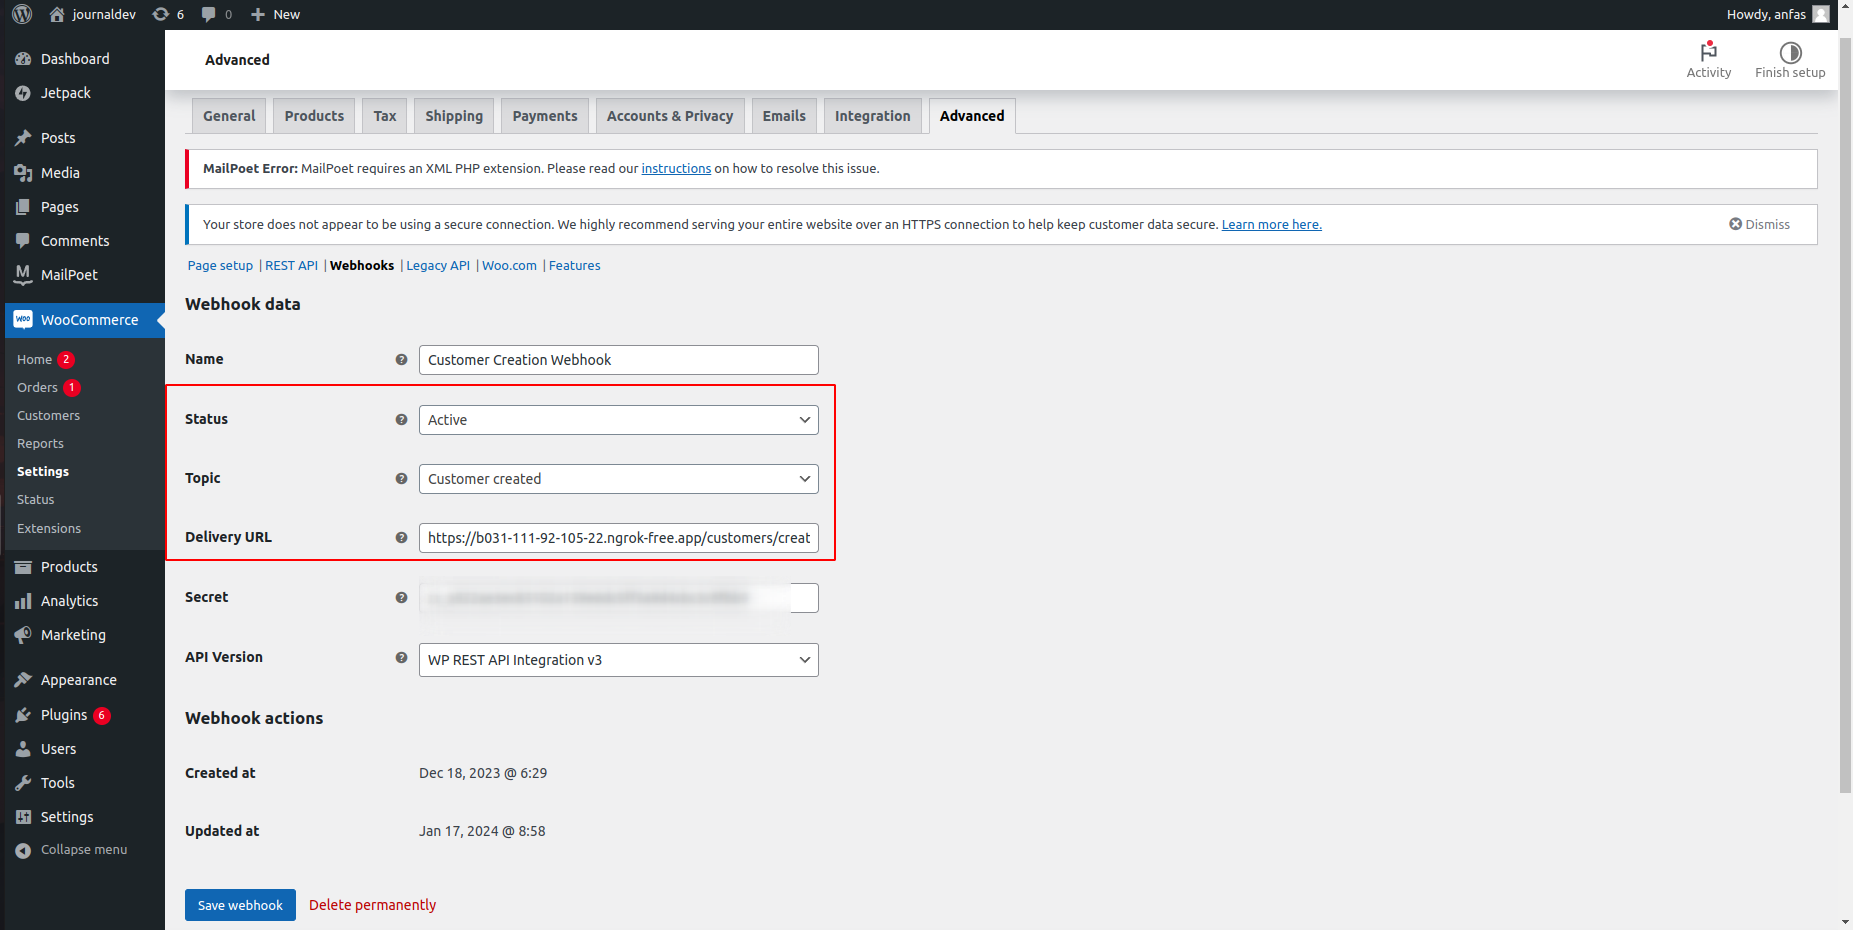 journaldev 6 0 New Howdy, anfas
Dashboard
Jetpack
Posts
Media
Pages
Comments
MailPoet
WooCommerce
Home 2
Orders 1
Customers
Reports
Settings
Status
Extensions
Products
Analytics
Marketing
Appearance
Plugins 6
Users
Tools
Settings
Collapse menu
Advanced
Activity
Finish setup
General Products Tax Shipping Payments Accounts & Privacy Emails Integration Advanced
MailPoet Error: MailPoet requires an XML PHP extension. Please read our instructions on how to resolve this issue.
Your store does not appear to be using a secure connection. We highly recommend serving your entire website over an HTTPS connection to help keep customer data secure. Learn more here. Dismiss
Page setup | REST API | Webhooks | Legacy API | Woo.com | Features
Webhook data
Name Customer Creation Webhook
Status Active
Topic Customer created
Delivery URL https://b031-111-92-105-22.ngrok-free.app/customers/creat
Secret
API Version WP REST API Integration v3
Webhook actions
Created at Dec 18, 2023 @ 6:29
Updated at Jan 17, 2024 @ 8:58
Save webhook Delete permanently